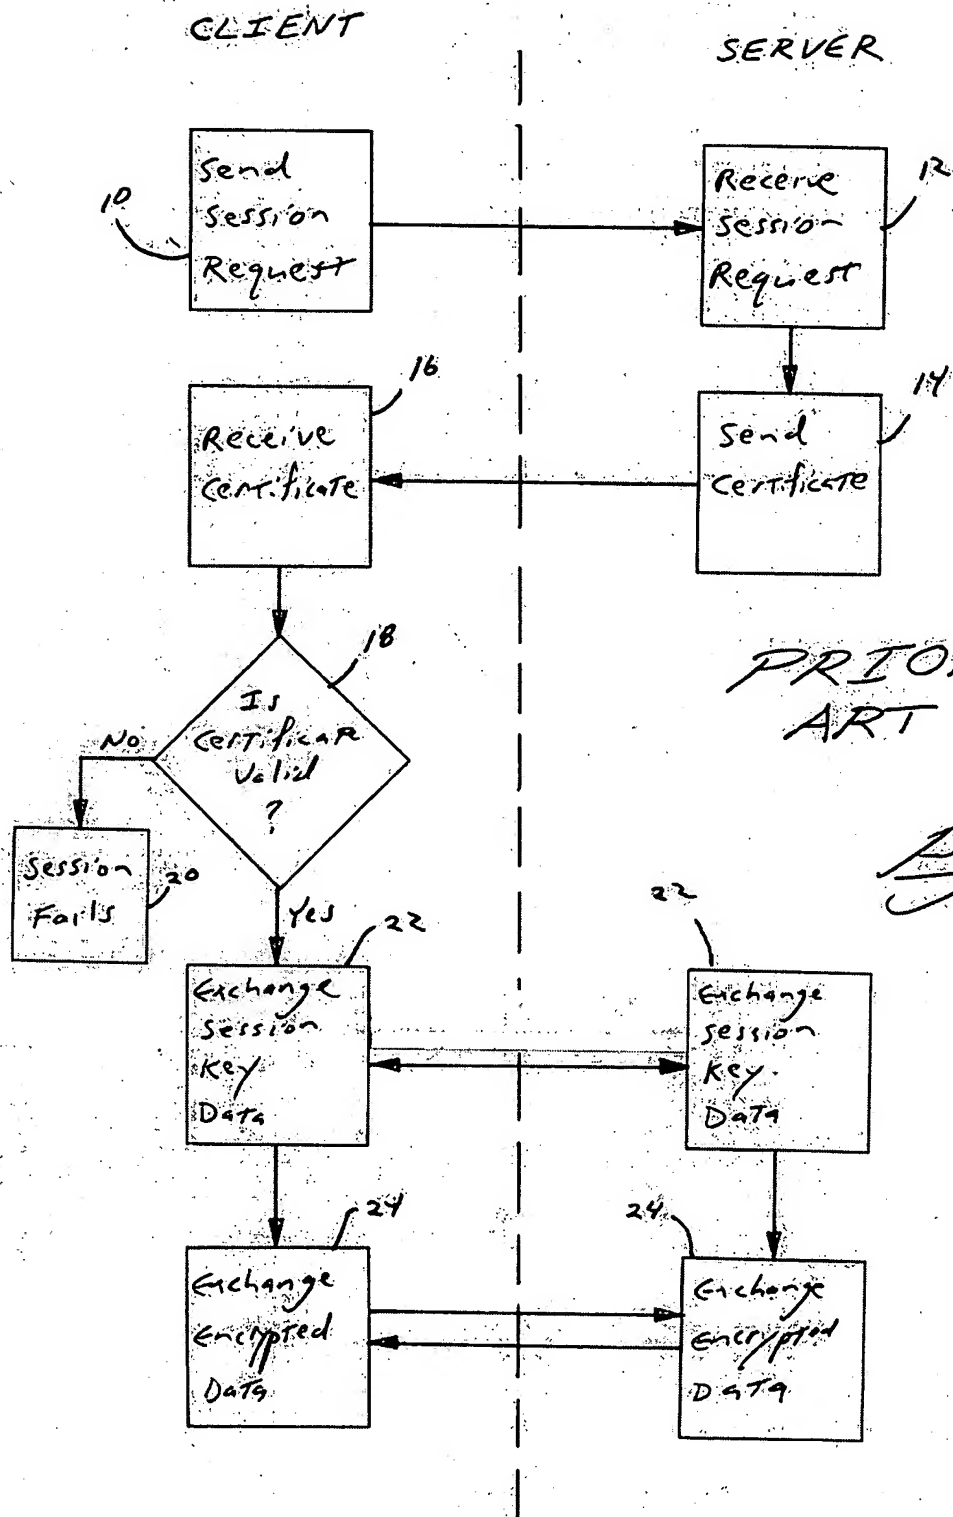 CLIENT
SERVER
Send
Session
Request
10
Receive
Session
Request
12
Receive
Certificate
16
Send
Certificate
14
Is
Certificate
Valid
?
18
No
Yes
PRIOR
ART
Session
Fails
20
Exchange
Session
Key
Data
22
Exchange
Session
Key
Data
22
Exchange
Encrypted
Data
24
Exchange
Encrypted
Data
24